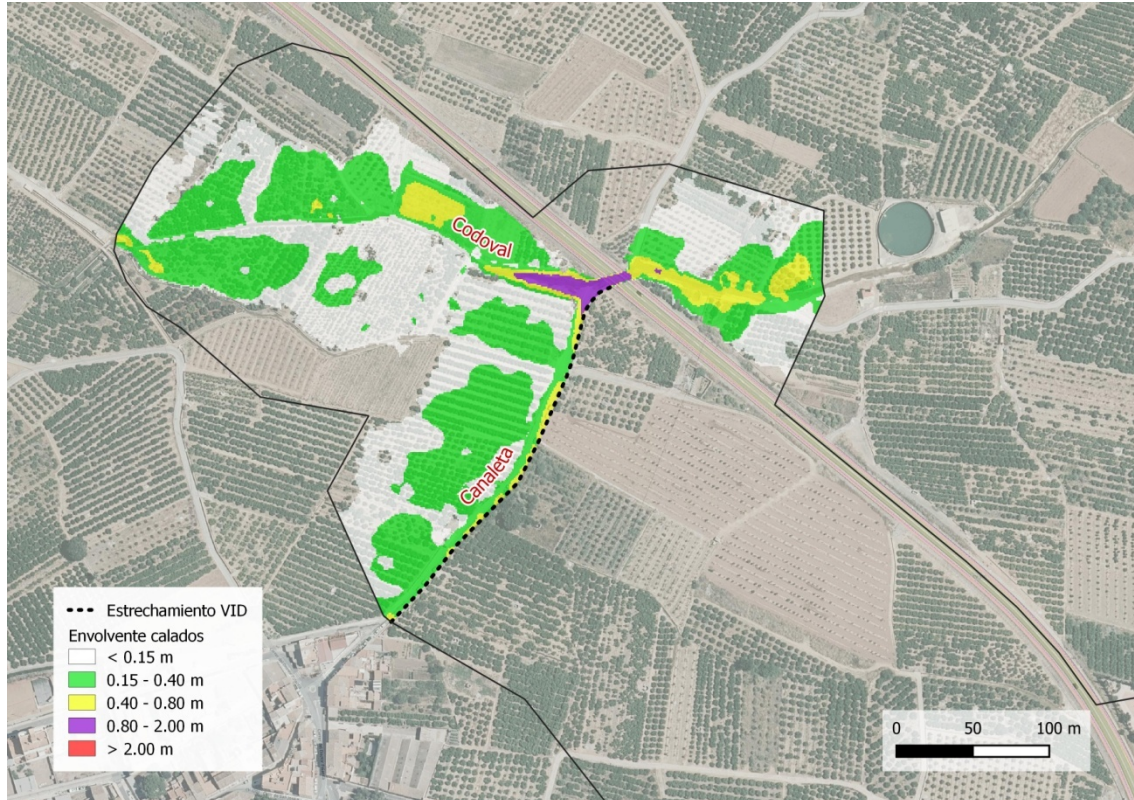 Codoval
Canaleta
Estrechamiento VID
Envolvente calados
< 0.15 m
0.15 - 0.40 m
0.40 - 0.80 m
0.80 - 2.00 m
> 2.00 m
0 50 100 m